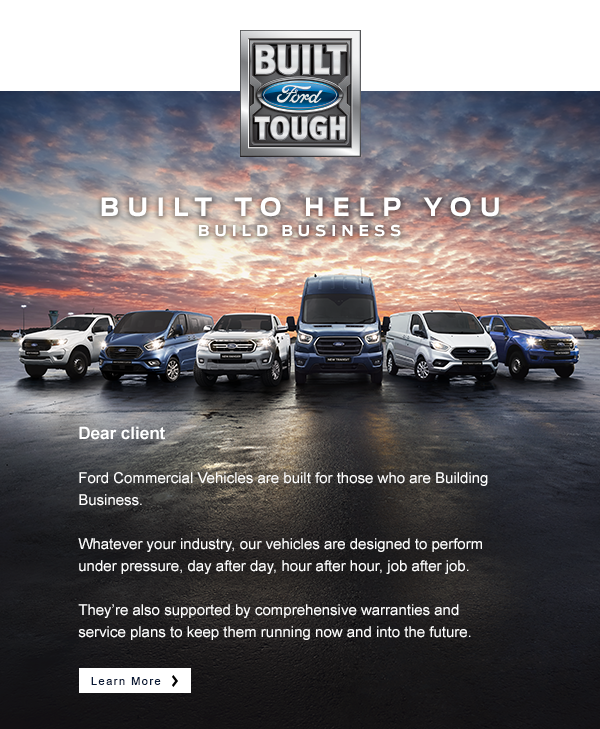 BUILT
Ford
TOUGH
BUILT TO HELP YOU
BUILD BUSINESS
NEW TRANSIT
Dear client
Ford Commercial Vehicles are built for those who are Building
Business.
Whatever your industry, our vehicles are designed to perform
under pressure, day after day, hour after hour, job after job.
They’re also supported by comprehensive warranties and
service plans to keep them running now and into the future.
Learn More